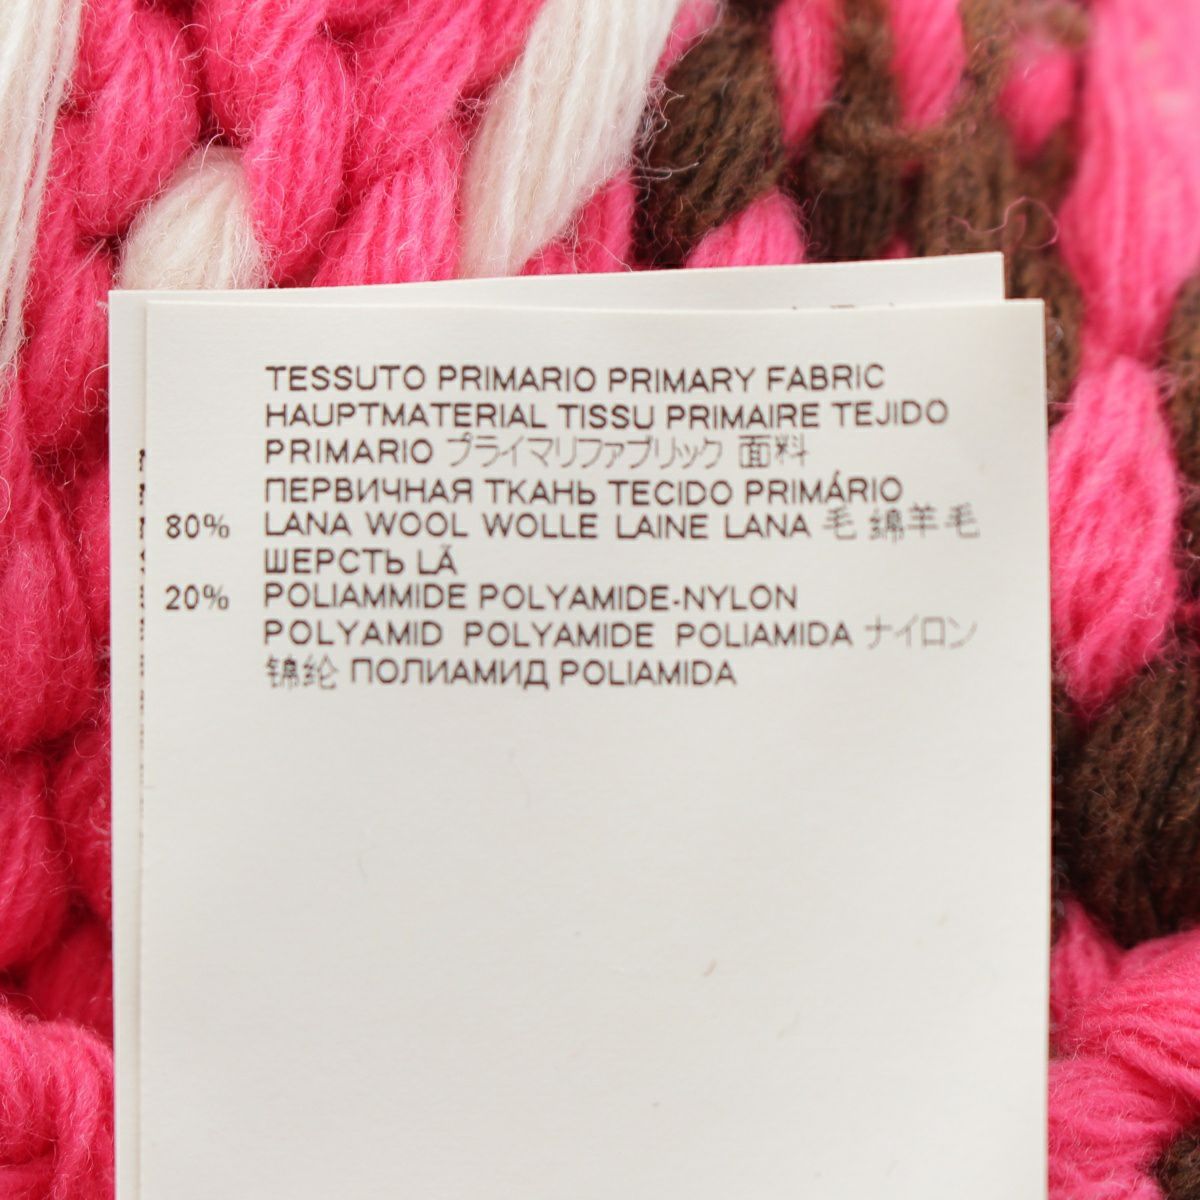 TESSUTO PRIMARIO PRIMARY FABRIC
HAUPTMATERIAL TISSU PRIMAIRE TEJIDO
PRIMARIO プライマリファブリック 面料
ПЕРВИЧНАЯ ТКАНЬ TECIDO PRIMÁRIO
80% LANA WOOL WOLLE LAINE LANA 毛 绵羊毛
ШЕРСТЬ LÃ
20% POLIAMMIDE POLYAMIDE-NYLON
POLYAMID POLYAMIDE POLIAMIDA ナイロン
锦纶 ПОЛИАМИД POLIAMIDA